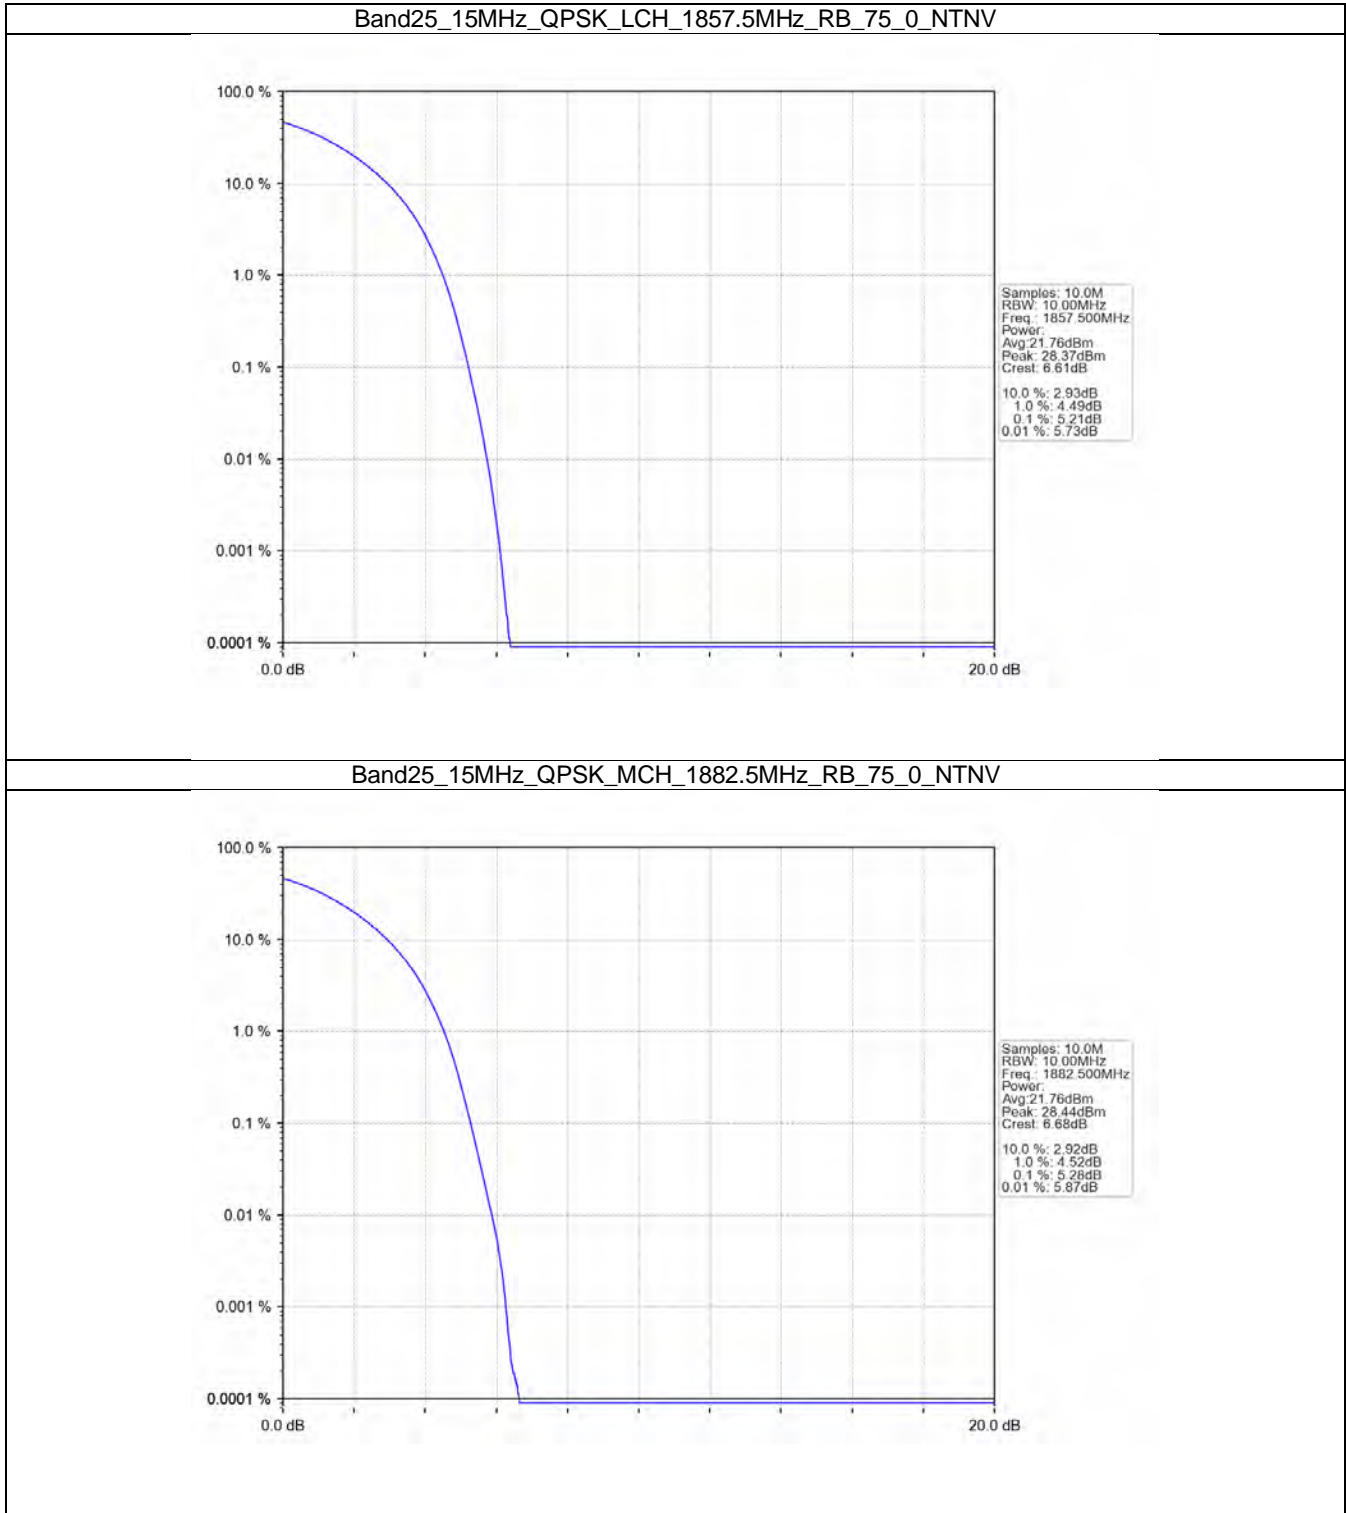 Band25_15MHz_QPSK_LCH_1857.5MHz_RB_75_0_NTNV
100.0 %
10.0 %
1.0 %
0.1 %
0.01 %
0.001 %
0.0001 %
0.0 dB
20.0 dB
Samples: 10.0M
RBW: 10.00MHz
Freq.: 1857.500MHz
Power:
Avg:21.76dBm
Peak: 28.37dBm
Crest: 6.61dB
10.0 %: 2.93dB
1.0 %: 4.49dB
0.1 %: 5.21dB
0.01 %: 5.73dB
Band25_15MHz_QPSK_MCH_1882.5MHz_RB_75_0_NTNV
100.0 %
10.0 %
1.0 %
0.1 %
0.01 %
0.001 %
0.0001 %
0.0 dB
20.0 dB
Samples: 10.0M
RBW: 10.00MHz
Freq.: 1882.500MHz
Power:
Avg:21.76dBm
Peak: 28.44dBm
Crest: 6.68dB
10.0 %: 2.92dB
1.0 %: 4.52dB
0.1 %: 5.28dB
0.01 %: 5.87dB